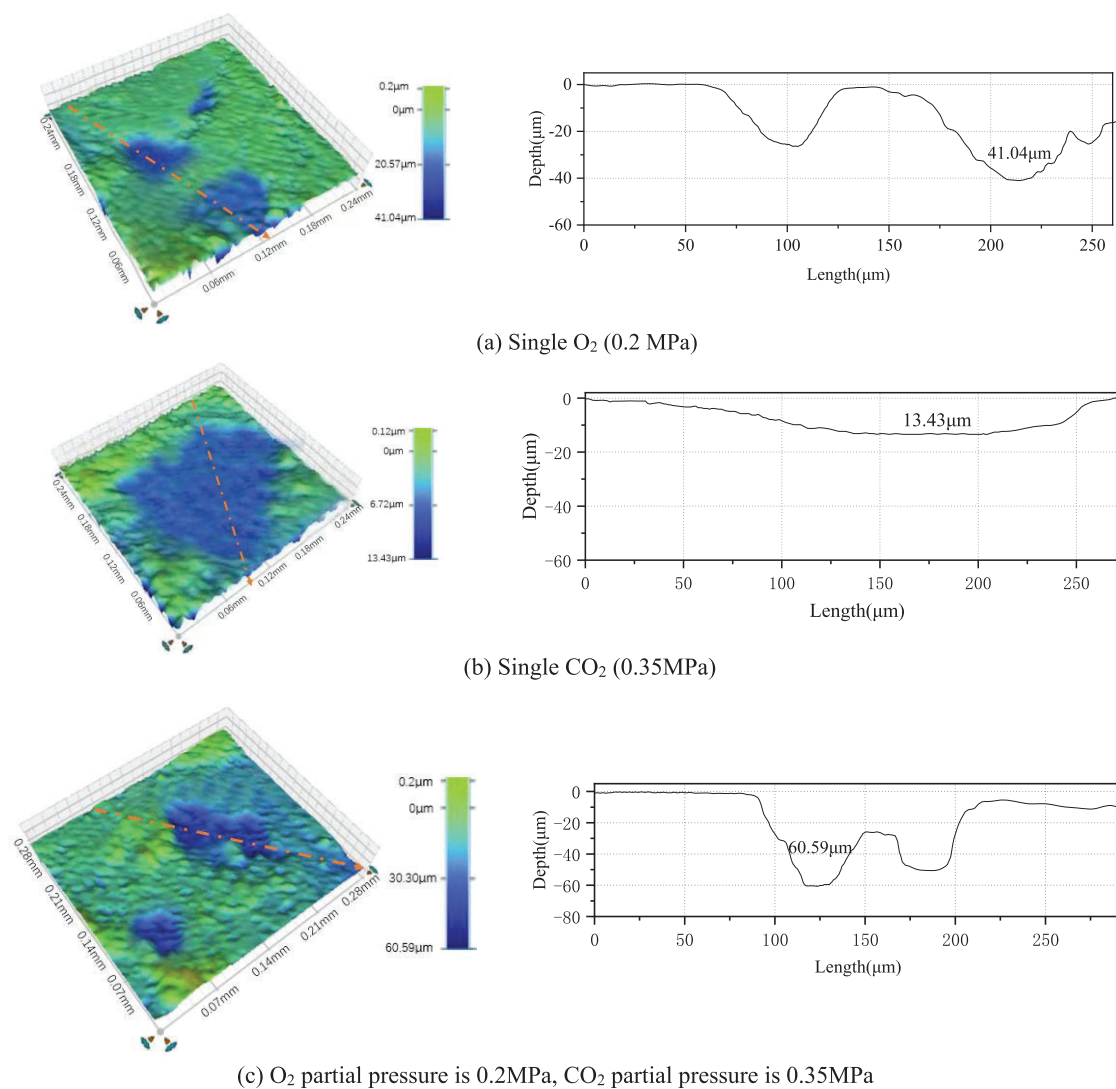 0.2μm
0μm
20.57μm
41.04μm
0.24mm
0.18mm
0.12mm
0.06mm
0.06mm
0.12mm
0.18mm
0.24mm
Depth(μm)
0
-20
-40
-60
41.04μm
0 50 100 150 200 250
Length(μm)
(a) Single O₂ (0.2 MPa)
0.12μm
0μm
6.72μm
13.43μm
0.24mm
0.18mm
0.12mm
0.06mm
0.06mm
0.12mm
0.18mm
0.24mm
Depth(μm)
0
−20
−40
−60
13.43μm
0 50 100 150 200 250
Length(μm)
(b) Single CO₂ (0.35MPa)
0.2μm
0μm
30.30μm
60.59μm
0.28mm
0.21mm
0.14mm
0.07mm
0.07mm
0.14mm
0.21mm
0.28mm
Depth(μm)
0
-20
-40
-60
-80
60.59μm
0 50 100 150 200 250
Length(μm)
(c) O₂ partial pressure is 0.2MPa, CO₂ partial pressure is 0.35MPa